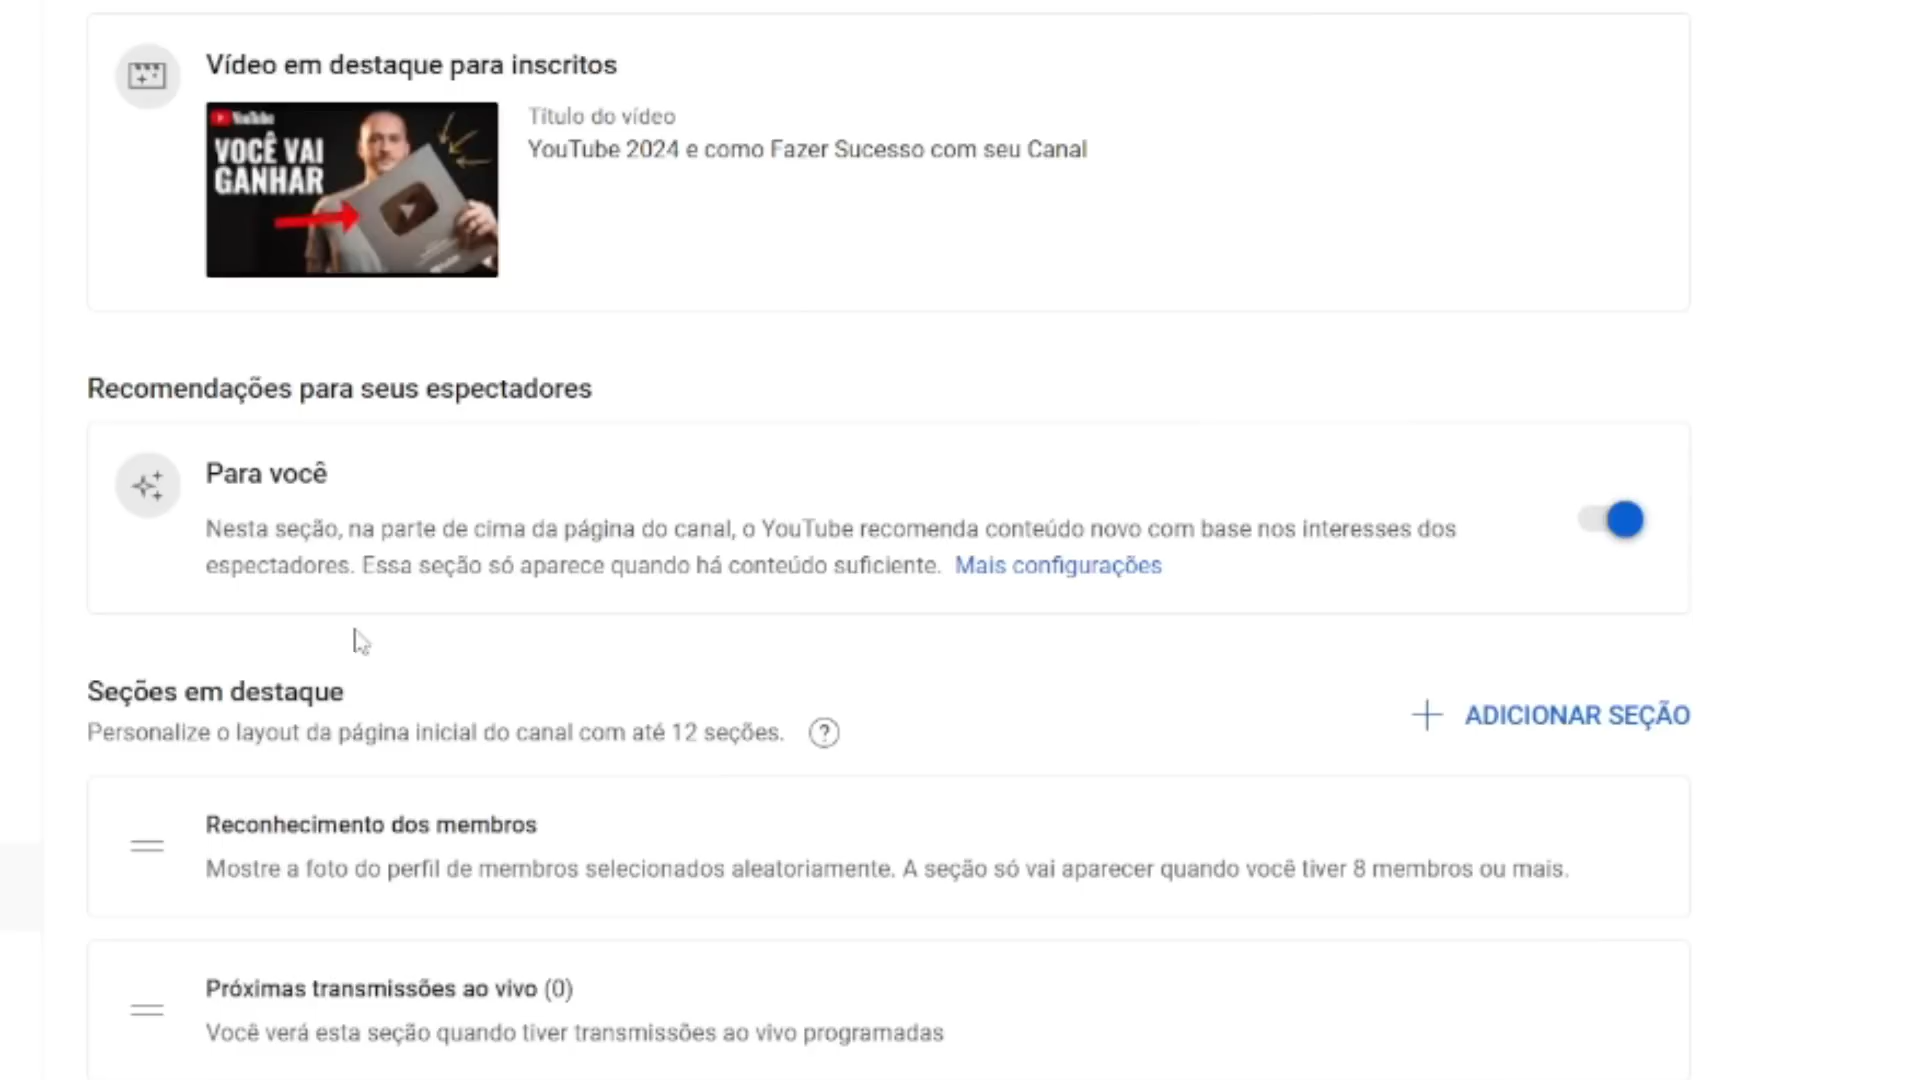 Vídeo em destaque para inscritos
YouTube
VOCÊ VAI
GANHAR
Título do vídeo
YouTube 2024 e como Fazer Sucesso com seu Canal
Recomendações para seus espectadores
Para você
Nesta seção, na parte de cima da página do canal, o YouTube recomenda conteúdo novo com base nos interesses dos
espectadores. Essa seção só aparece quando há conteúdo suficiente. Mais configurações
Seções em destaque
Personalize o layout da página inicial do canal com até 12 seções. ?
+ ADICIONAR SEÇÃO
Reconhecimento dos membros
Mostre a foto do perfil de membros selecionados aleatoriamente. A seção só vai aparecer quando você tiver 8 membros ou mais.
Próximas transmissões ao vivo (0)
Você verá esta seção quando tiver transmissões ao vivo programadas